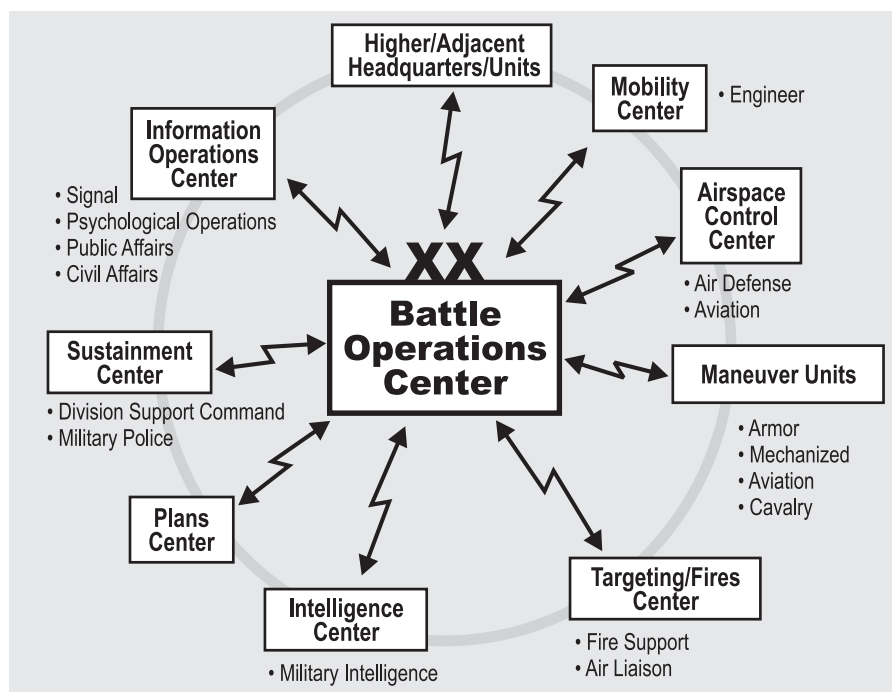 Higher/Adjacent
Headquarters/Units
Mobility
Center
• Engineer
Information
Operations
Center
• Signal
• Psychological Operations
• Public Affairs
• Civil Affairs
Airspace
Control
Center
• Air Defense
• Aviation
XX
Battle
Operations
Center
Sustainment
Center
• Division Support Command
• Military Police
Maneuver Units
• Armor
• Mechanized
• Aviation
• Cavalry
Plans
Center
Intelligence
Center
• Military Intelligence
Targeting/Fires
Center
• Fire Support
• Air Liaison